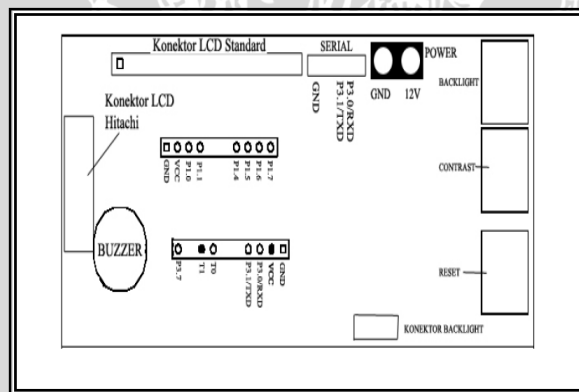 Konektor LCD Standard
SERIAL
POWER
BACKLIGHT
GND
P3.1/TXD
P3.0/RXD
GND 12V
Konektor LCD
Hitachi
GND
VCC
P1.0
P1.1
P1.4
P1.5
P1.6
P1.7
CONTRAST
BUZZER
P3.7
T1
T0
P3.1/TXD
P3.0/RXD
VCC
GND
RESET
KONEKTOR BACKLIGHT